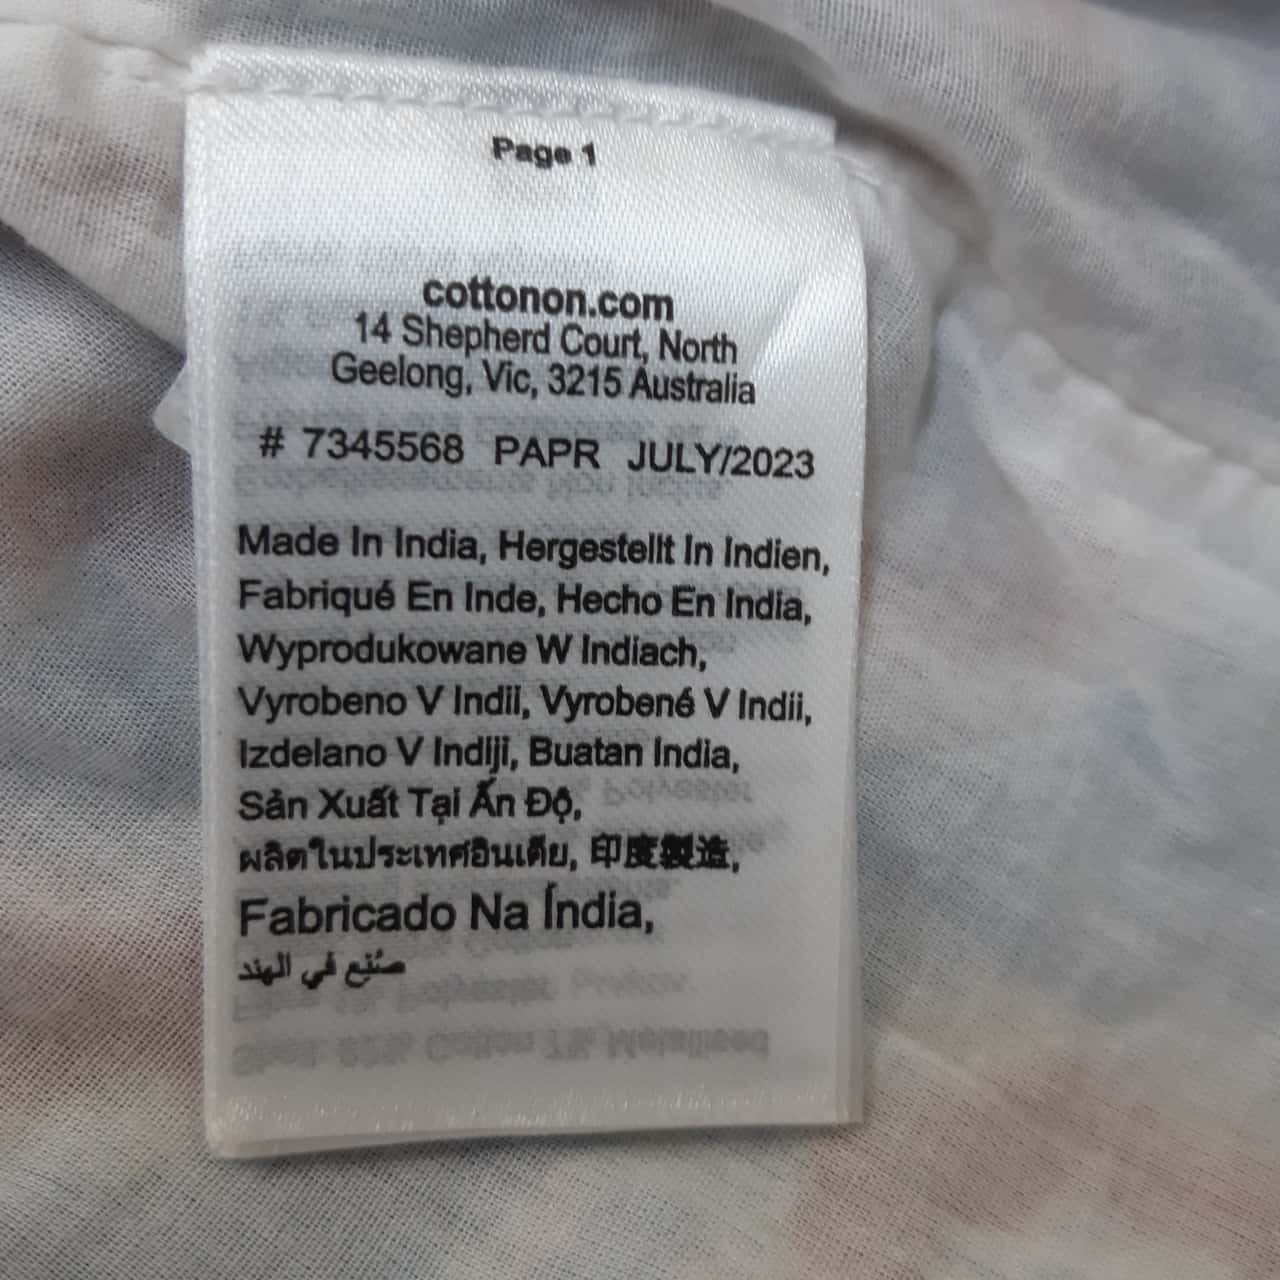 Page 1
cottonon.com
14 Shepherd Court, North
Geelong, Vic, 3215 Australia
# 7345568 PAPR JULY/2023
Made In India, Hergestellt In Indien,
Fabriqué En Inde, Hecho En India,
Wyprodukowane W Indiach,
Vyrobeno V Indii, Vyrobené V Indii,
Izdelano V Indiji, Buatan India,
Sản Xuất Tại Ấn Độ,
ผลิตในประเทศอินเดีย, 印度製造,
Fabricado Na Índia,
صُنِع في الهند